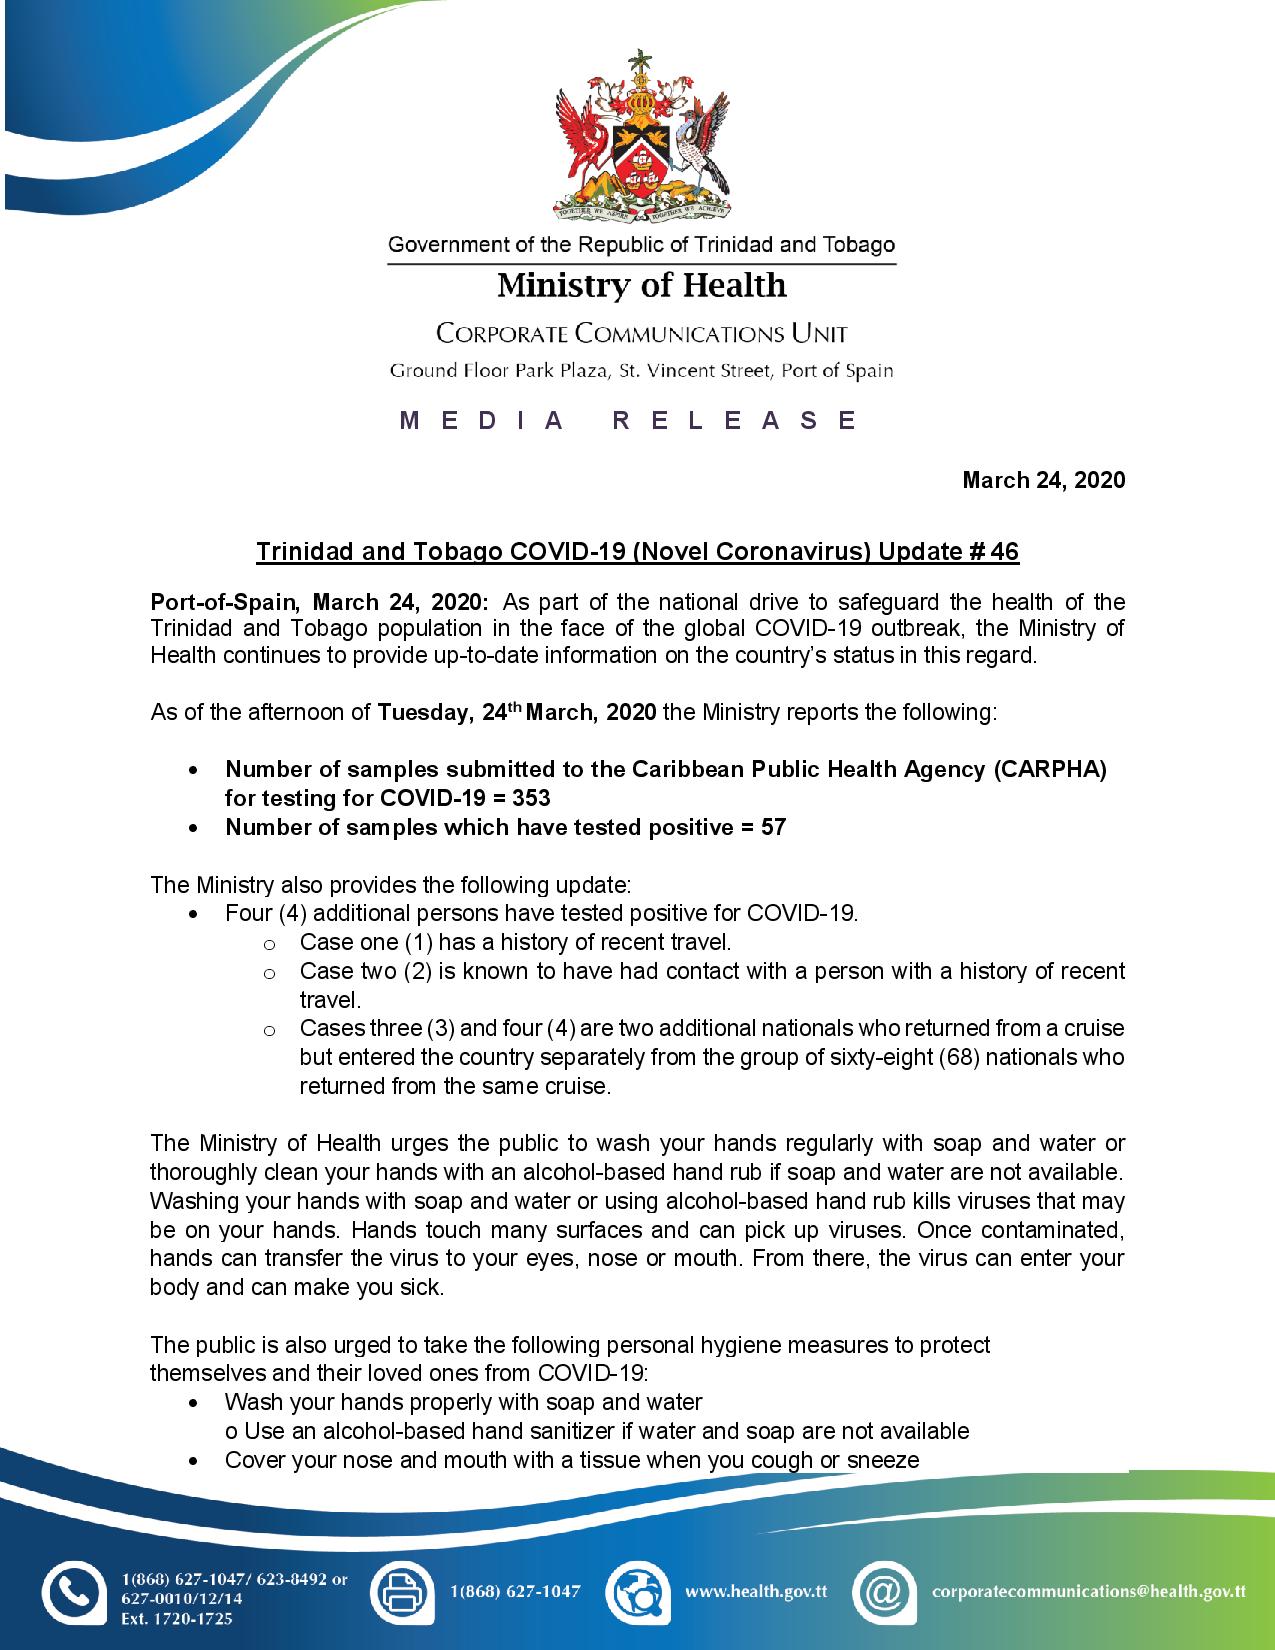 TOGETHER WE ASPIRE TOGETHER WE ACHIEVE
Government of the Republic of Trinidad and Tobago
Ministry of Health
CORPORATE COMMUNICATIONS UNIT
Ground Floor Park Plaza, St. Vincent Street, Port of Spain
MEDIA RELEASE
March 24, 2020
Trinidad and Tobago COVID-19 (Novel Coronavirus) Update # 46
Port-of-Spain, March 24, 2020: As part of the national drive to safeguard the health of the
Trinidad and Tobago population in the face of the global COVID-19 outbreak, the Ministry of
Health continues to provide up-to-date information on the country’s status in this regard.
As of the afternoon of Tuesday, 24th March, 2020 the Ministry reports the following:
• Number of samples submitted to the Caribbean Public Health Agency (CARPHA)
for testing for COVID-19 = 353
• Number of samples which have tested positive = 57
The Ministry also provides the following update:
• Four (4) additional persons have tested positive for COVID-19.
o Case one (1) has a history of recent travel.
o Case two (2) is known to have had contact with a person with a history of recent
travel.
o Cases three (3) and four (4) are two additional nationals who returned from a cruise
but entered the country separately from the group of sixty-eight (68) nationals who
returned from the same cruise.
The Ministry of Health urges the public to wash your hands regularly with soap and water or
thoroughly clean your hands with an alcohol-based hand rub if soap and water are not available.
Washing your hands with soap and water or using alcohol-based hand rub kills viruses that may
be on your hands. Hands touch many surfaces and can pick up viruses. Once contaminated,
hands can transfer the virus to your eyes, nose or mouth. From there, the virus can enter your
body and can make you sick.
The public is also urged to take the following personal hygiene measures to protect
themselves and their loved ones from COVID-19:
• Wash your hands properly with soap and water
o Use an alcohol-based hand sanitizer if water and soap are not available
• Cover your nose and mouth with a tissue when you cough or sneeze
1(868) 627-1047/ 623-8492 or
627-0010/12/14
Ext. 1720-1725
1(868) 627-1047
www.health.gov.tt
@
corporatecommunications@health.gov.tt